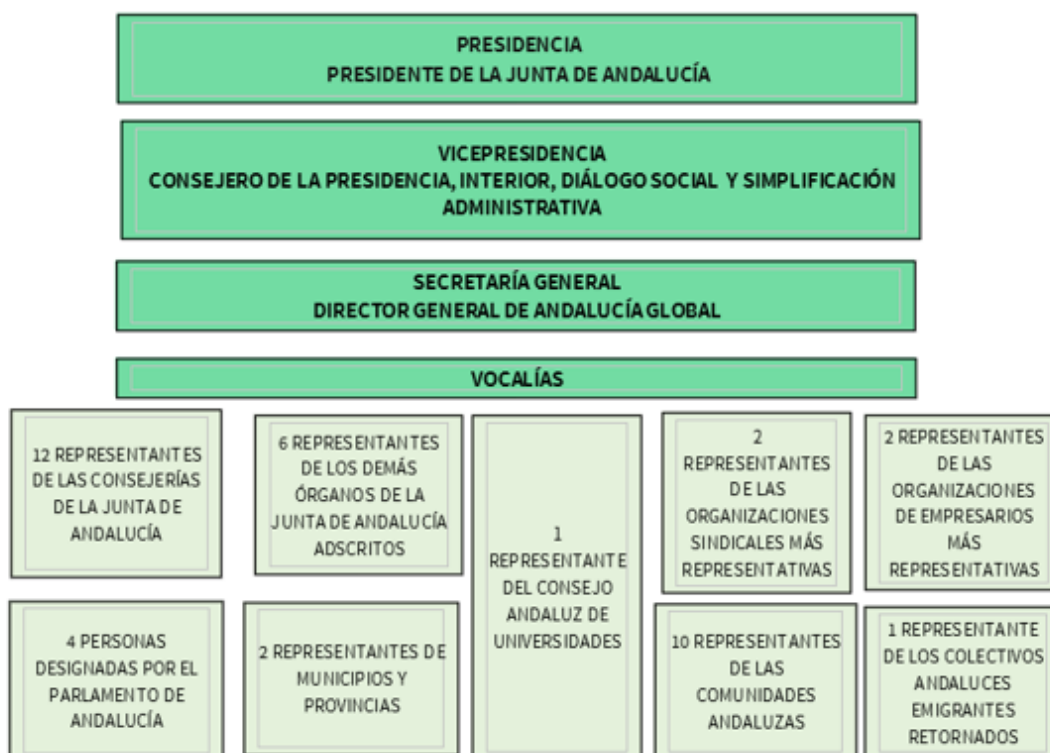 PRESIDENCIA
PRESIDENTE DE LA JUNTA DE ANDALUCÍA
VICEPRESIDENCIA
CONSEJERO DE LA PRESIDENCIA, INTERIOR, DIÁLOGO SOCIAL Y SIMPLIFICACIÓN
ADMINISTRATIVA
SECRETARÍA GENERAL
DIRECTOR GENERAL DE ANDALUCÍA GLOBAL
VOCALÍAS
12 REPRESENTANTES
DE LAS CONSEJERÍAS
DE LA JUNTA DE
ANDALUCÍA
6 REPRESENTANTES
DE LOS DEMÁS
ÓRGANOS DE LA
JUNTA DE ANDALUCÍA
ADSCRITOS
1
REPRESENTANTE
DEL CONSEJO
ANDALUZ DE
UNIVERSIDADES
2
REPRESENTANTES
DE LAS
ORGANIZACIONES
SINDICALES MÁS
REPRESENTATIVAS
2 REPRESENTANTES
DE LAS
ORGANIZACIONES
DE EMPRESARIOS
MÁS
REPRESENTATIVAS
4 PERSONAS
DESIGNADAS POR EL
PARLAMENTO DE
ANDALUCÍA
2 REPRESENTANTES DE
MUNICIPIOS Y
PROVINCIAS
10 REPRESENTANTES
DE LAS
COMUNIDADES
ANDALUZAS
1 REPRESENTANTE
DE LOS COLECTIVOS
ANDALUCES
EMIGRANTES
RETORNADOS